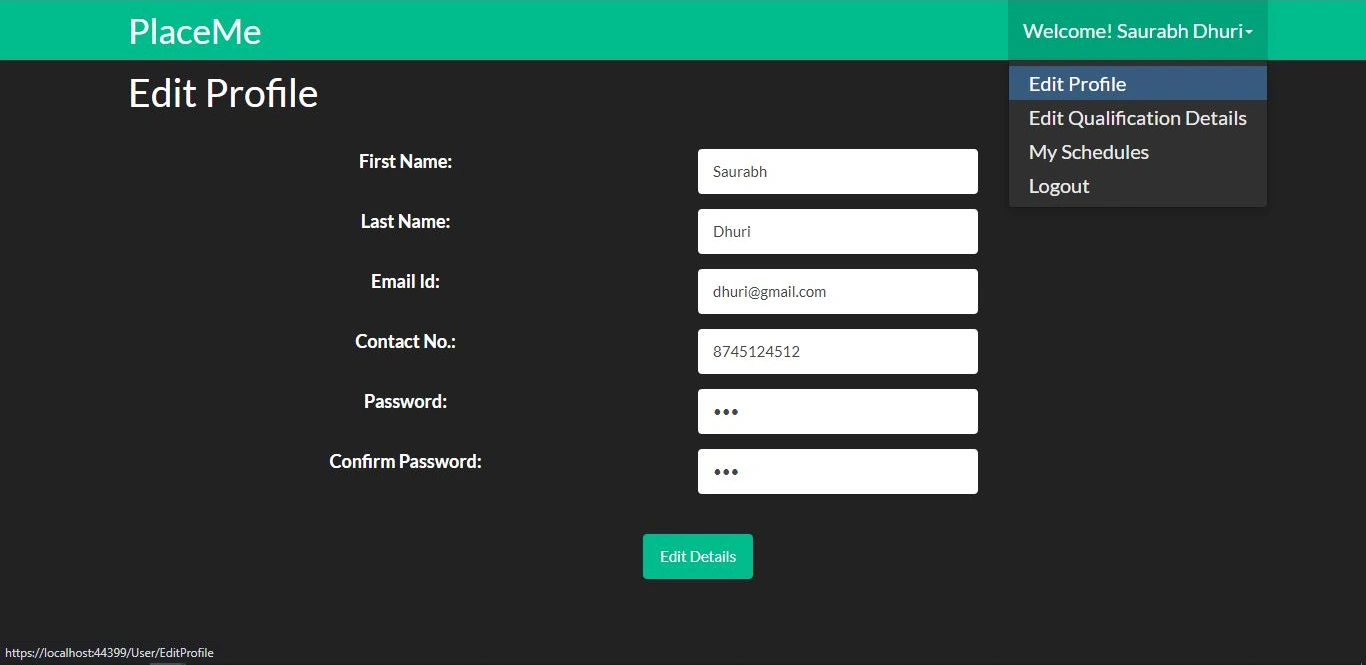 PlaceMe
Welcome! Saurabh Dhuri
Edit Profile
Edit Profile
Edit Qualification Details
My Schedules
Logout
First Name:
Saurabh
Last Name:
Dhuri
Email Id:
dhuri@gmail.com
Contact No.:
8745124512
Password:
•••
Confirm Password:
•••
Edit Details
https://localhost:44399/User/EditProfile